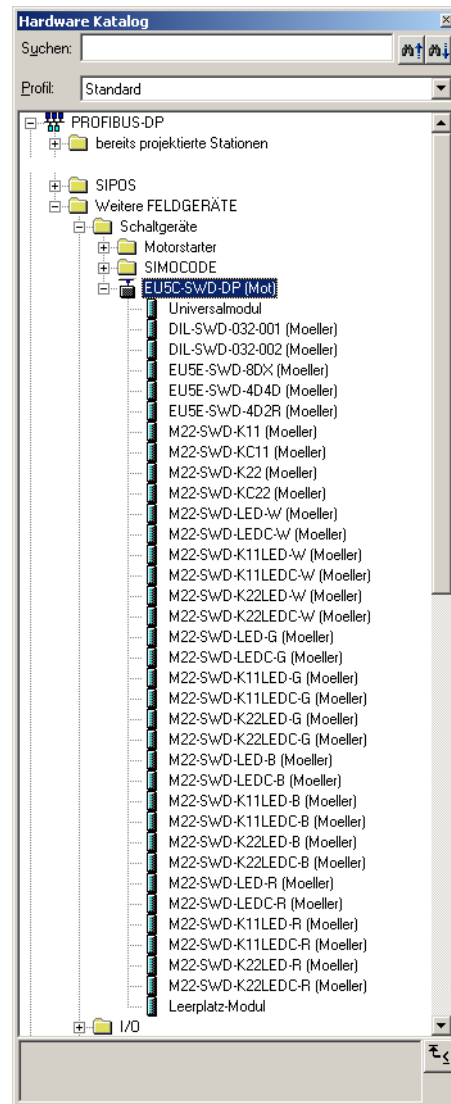 Hardware Katalog
Suchen:
Profil: Standard
PROFIBUS-DP
bereits projektierte Stationen
SIPOS
Weitere FELDGERÄTE
Schaltgeräte
Motorstarter
SIMOCODE
EU5C-SWD-DP (Mot)
Universalmodul
DIL-SWD-032-001 (Moeller)
DIL-SWD-032-002 (Moeller)
EU5E-SWD-8DX (Moeller)
EU5E-SWD-4D4D (Moeller)
EU5E-SWD-4D2R (Moeller)
M22-SWD-K11 (Moeller)
M22-SWD-KC11 (Moeller)
M22-SWD-K22 (Moeller)
M22-SWD-KC22 (Moeller)
M22-SWD-LED-W (Moeller)
M22-SWD-LEDC-W (Moeller)
M22-SWD-K11LED-W (Moeller)
M22-SWD-K11LEDC-W (Moeller)
M22-SWD-K22LED-W (Moeller)
M22-SWD-K22LEDC-W (Moeller)
M22-SWD-LED-G (Moeller)
M22-SWD-LEDC-G (Moeller)
M22-SWD-K11LED-G (Moeller)
M22-SWD-K11LEDC-G (Moeller)
M22-SWD-K22LED-G (Moeller)
M22-SWD-K22LEDC-G (Moeller)
M22-SWD-LED-B (Moeller)
M22-SWD-LEDC-B (Moeller)
M22-SWD-K11LED-B (Moeller)
M22-SWD-K11LEDC-B (Moeller)
M22-SWD-K22LED-B (Moeller)
M22-SWD-K22LEDC-B (Moeller)
M22-SWD-LED-R (Moeller)
M22-SWD-LEDC-R (Moeller)
M22-SWD-K11LED-R (Moeller)
M22-SWD-K11LEDC-R (Moeller)
M22-SWD-K22LED-R (Moeller)
M22-SWD-K22LEDC-R (Moeller)
Leerplatz-Modul
I/O